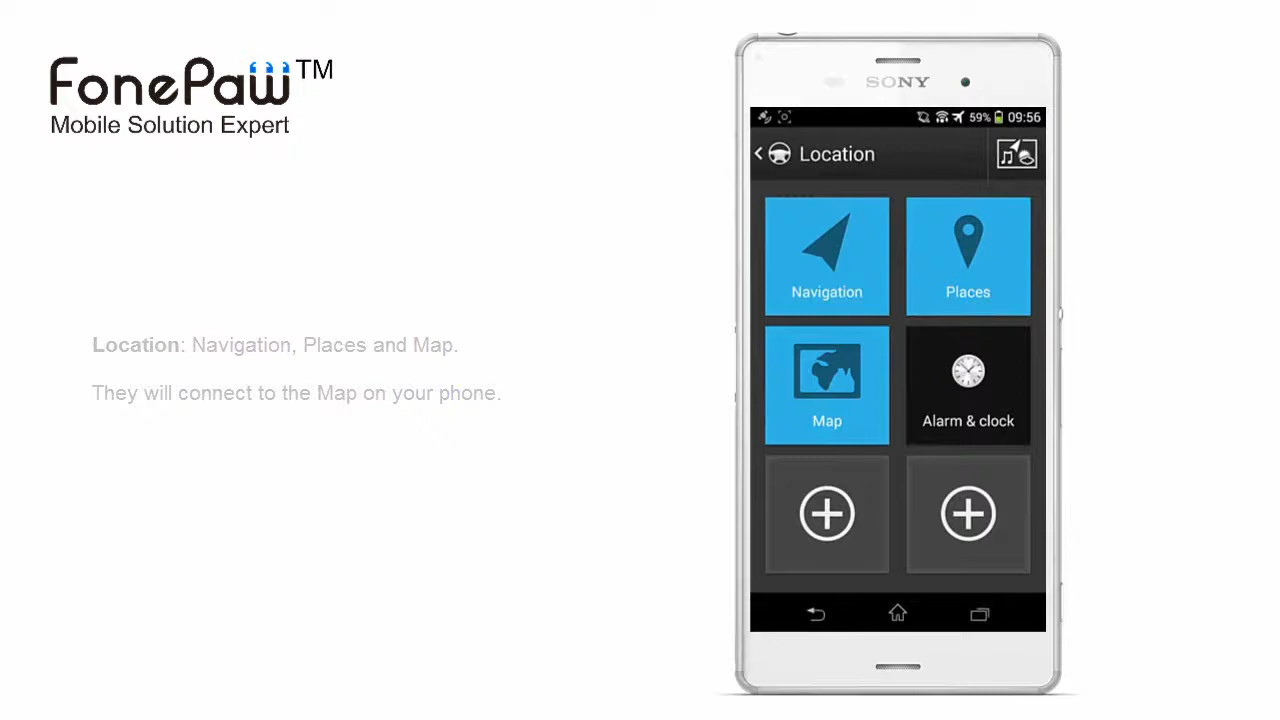 FonePaw™
Mobile Solution Expert
SONY
59% 09:56
Location
Navigation
Places
Location: Navigation, Places and Map.
They will connect to the Map on your phone.
Map
Alarm & clock